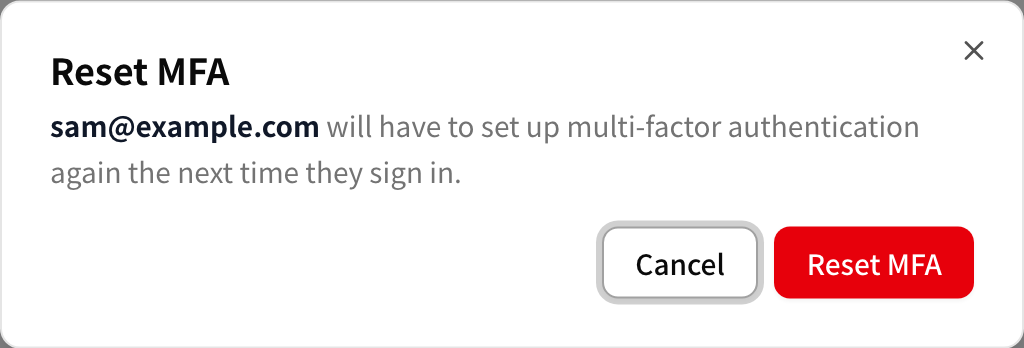 Reset MFA
sam@example.com will have to set up multi-factor authentication
again the next time they sign in.
Cancel
Reset MFA